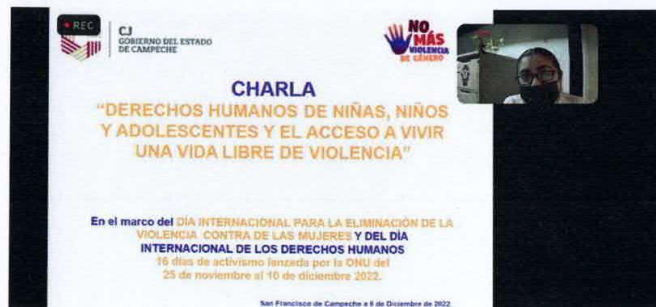 REC
CJ
GOBIERNO DEL ESTADO
DE CAMPECHE
NO
MÁS
VIOLENCIA
DE GÉNERO
CHARLA
“DERECHOS HUMANOS DE NIÑAS, NIÑOS
Y ADOLESCENTES Y EL ACCESO A VIVIR
UNA VIDA LIBRE DE VIOLENCIA”
En el marco del DÍA INTERNACIONAL PARA LA ELIMINACIÓN DE LA
VIOLENCIA CONTRA DE LAS MUJERES Y DEL DÍA
INTERNACIONAL DE LOS DERECHOS HUMANOS
16 días de activismo lanzada por la ONU del
25 de noviembre al 10 de diciembre 2022.
San Francisco de Campeche a 6 de Diciembre de 2022.